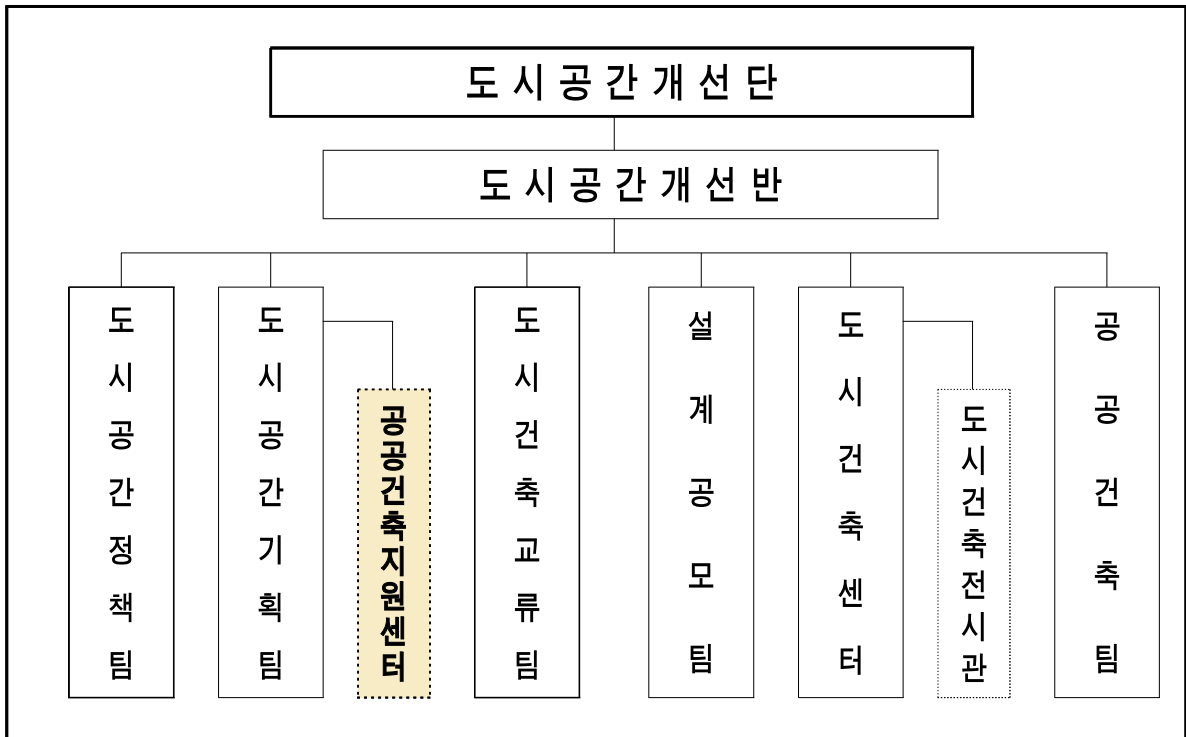 도시공간개선단
도시공간개선반
도시공간정책팀
도시공간기획팀
공공건축지원센터
도시건축교류팀
설계공모팀
도시건축센터
도시건축전시관
공공건축팀